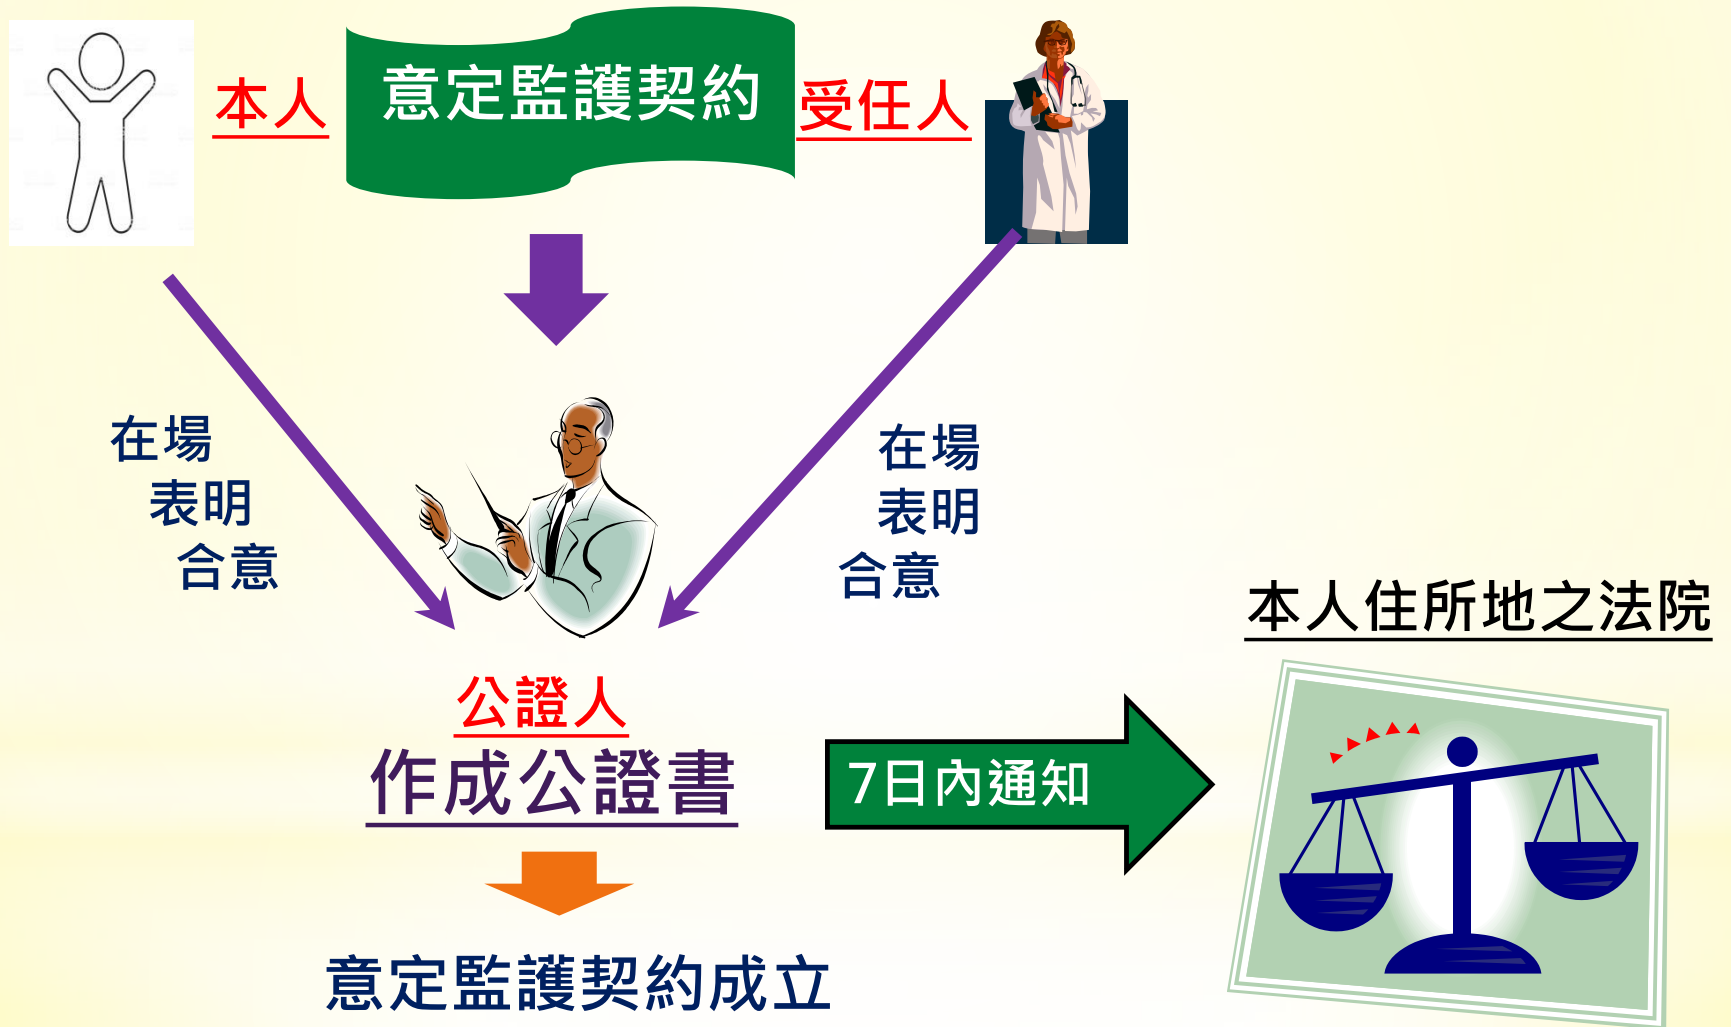 本人
意定監護契約
受任人
在場
表明
合意
在場
表明
合意
公證人
作成公證書
7日內通知
本人住所地之法院
意定監護契約成立